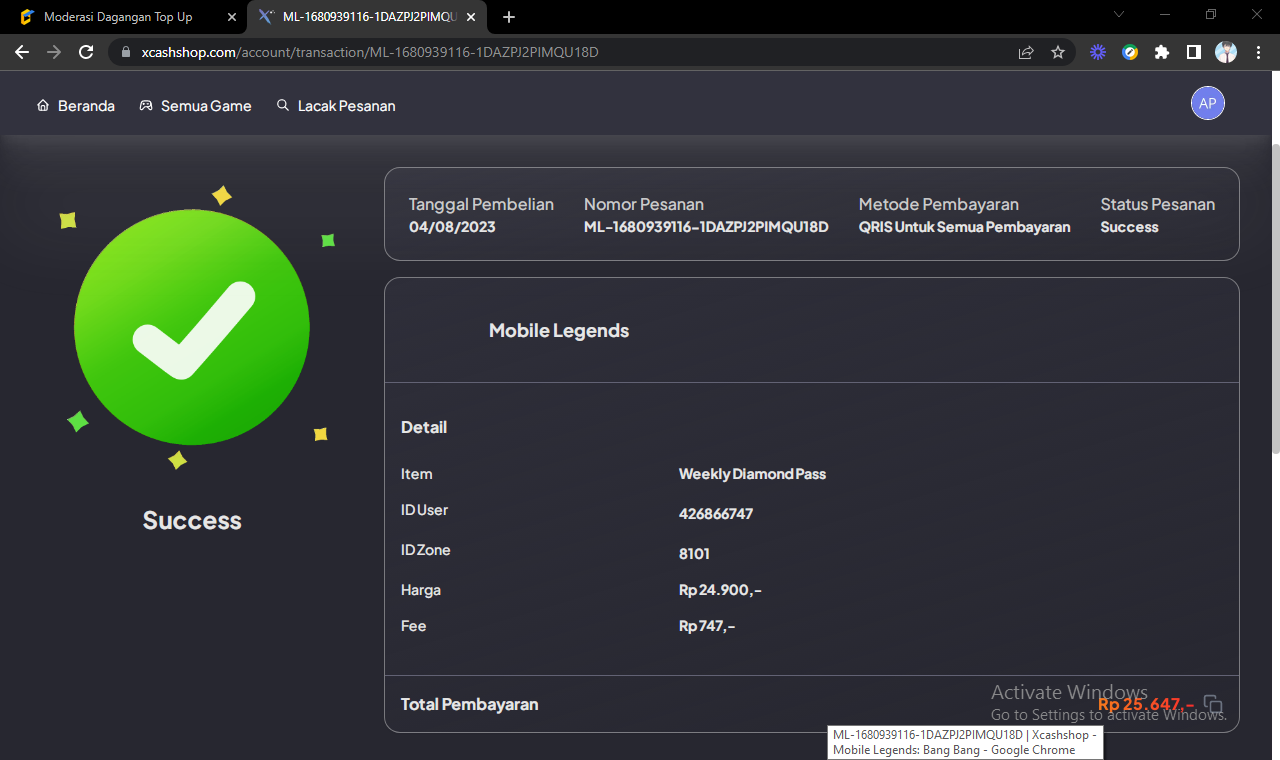 Moderasi Dagangan Top Up
ML-1680939116-1DAZPJ2PIMQU
xcashshop.com/account/transaction/ML-1680939116-1DAZPJ2PIMQU18D
Beranda
Semua Game
Lacak Pesanan
AP
Tanggal Pembelian
04/08/2023
Nomor Pesanan
ML-1680939116-1DAZPJ2PIMQU18D
Metode Pembayaran
QRIS Untuk Semua Pembayaran
Status Pesanan
Success
Success
Mobile Legends
Detail
Item
Weekly Diamond Pass
ID User
426866747
ID Zone
8101
Harga
Rp 24.900,-
Fee
Rp 747,-
Total Pembayaran
Rp 25.647,-
Activate Windows
Go to Settings to activate Windows.
ML-1680939116-1DAZPJ2PIMQU18D | Xcashshop -
Mobile Legends: Bang Bang - Google Chrome